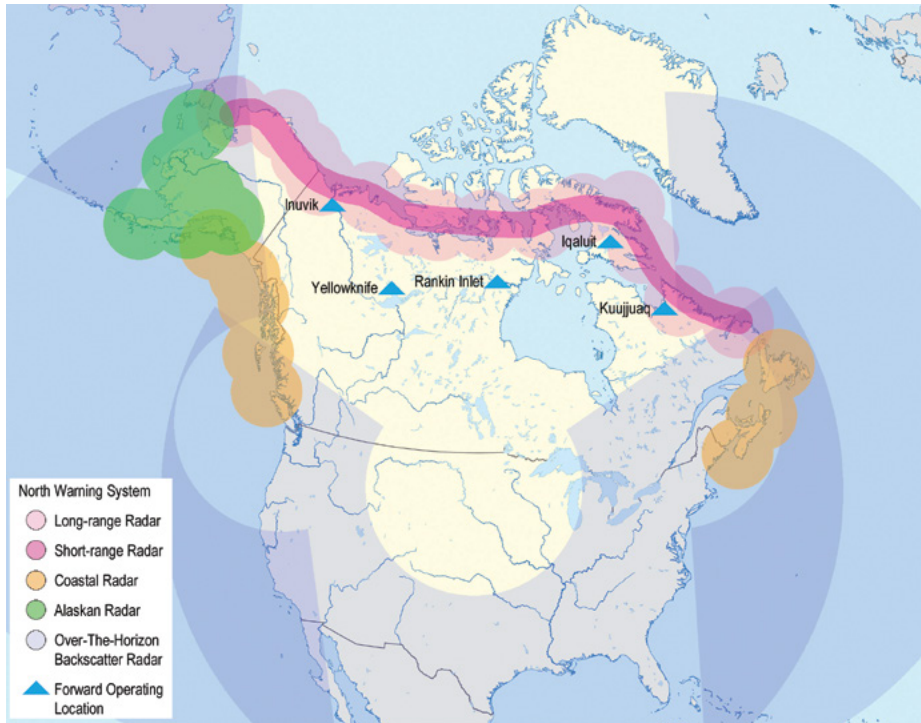 Inuvik
Iqaluit
Yellowknife
Rankin Inlet
Kuujjuaq
North Warning System
Long-range Radar
Short-range Radar
Coastal Radar
Alaskan Radar
Over-The-Horizon
Backscatter Radar
Forward Operating
Location